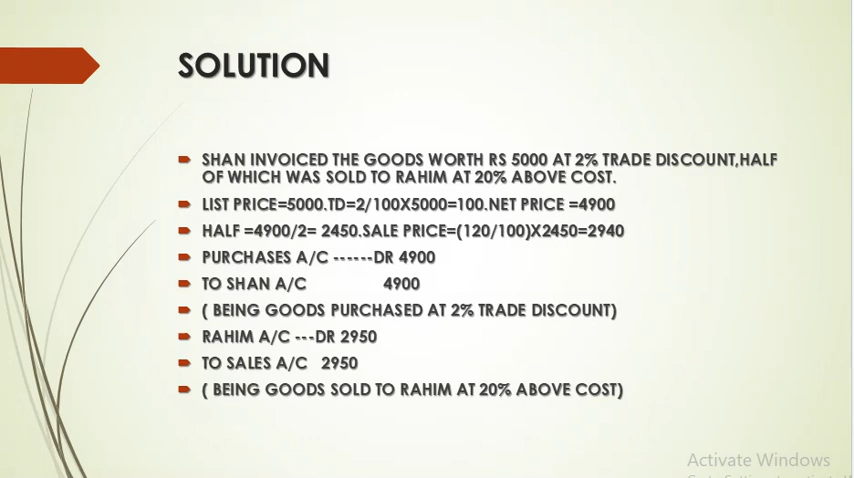 SOLUTION
SHAN INVOICED THE GOODS WORTH RS 5000 AT 2% TRADE DISCOUNT,HALF
OF WHICH WAS SOLD TO RAHIM AT 20% ABOVE COST.
LIST PRICE=5000.TD=2/100X5000=100.NET PRICE =4900
HALF =4900/2= 2450.SALE PRICE=(120/100)X2450=2940
PURCHASES A/C ------DR 4900
TO SHAN A/C 4900
( BEING GOODS PURCHASED AT 2% TRADE DISCOUNT)
RAHIM A/C ---DR 2950
TO SALES A/C 2950
( BEING GOODS SOLD TO RAHIM AT 20% ABOVE COST)
Activate Windows